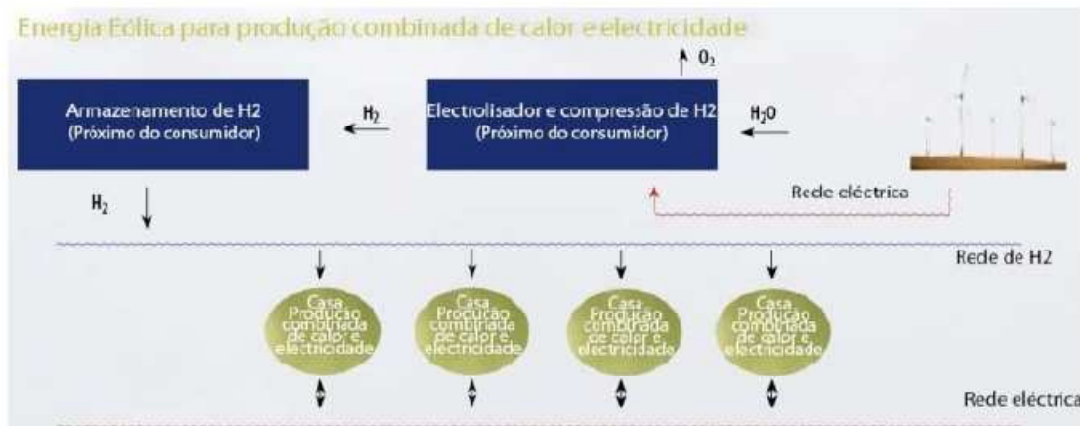 Energia Eólica para produção combinada de calor e electricidade
O₂
Armazenamento de H2
(Próximo do consumidor)
H₂
Electrolisador e compressão de H2
(Próximo do consumidor)
H₂O
Rede eléctrica
H₂
Rede de H2
Casa
Produção
combinada
de calor e
electricidade
Casa
Produção
combinada
de calor e
electricidade
Casa
Produção
combinada
de calor e
electricidade
Casa
Produção
combinada
de calor e
electricidade
Rede eléctrica